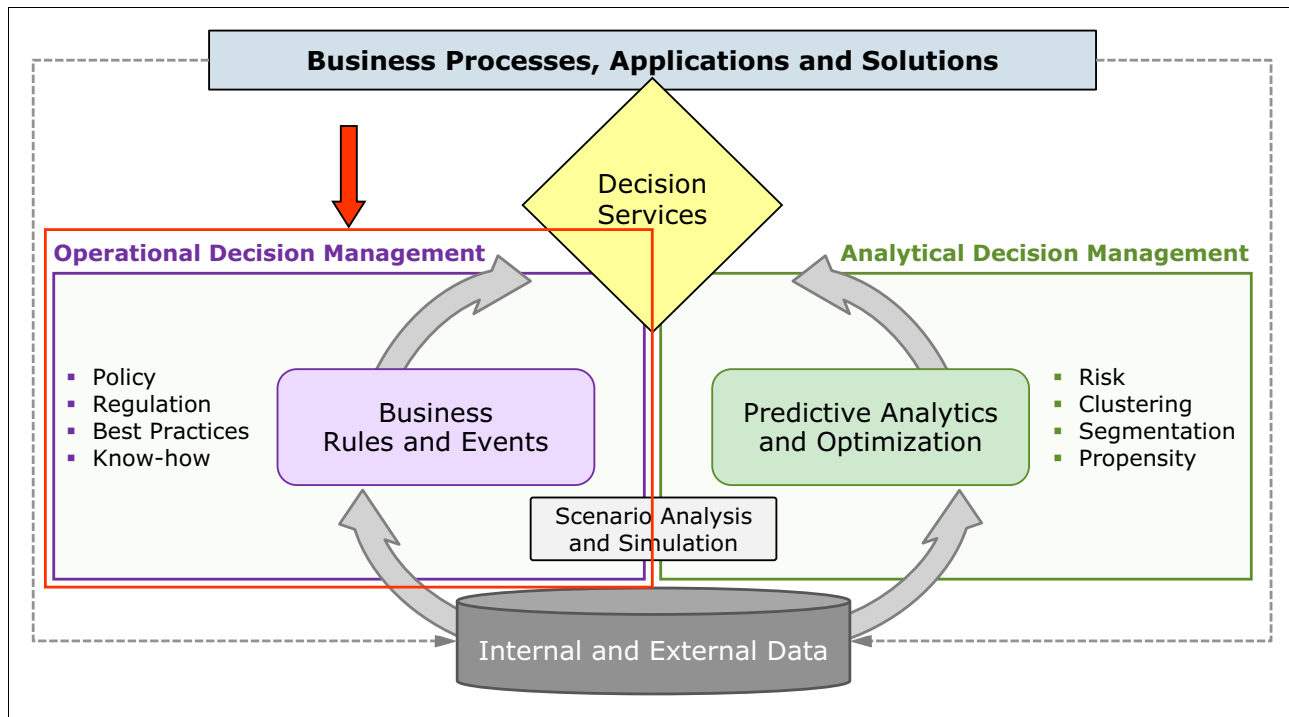 Business Processes, Applications and Solutions
Decision
Services
Operational Decision Management
Analytical Decision Management
Policy
Regulation
Best Practices
Know-how
Business
Rules and Events
Predictive Analytics
and Optimization
Risk
Clustering
Segmentation
Propensity
Scenario Analysis
and Simulation
Internal and External Data